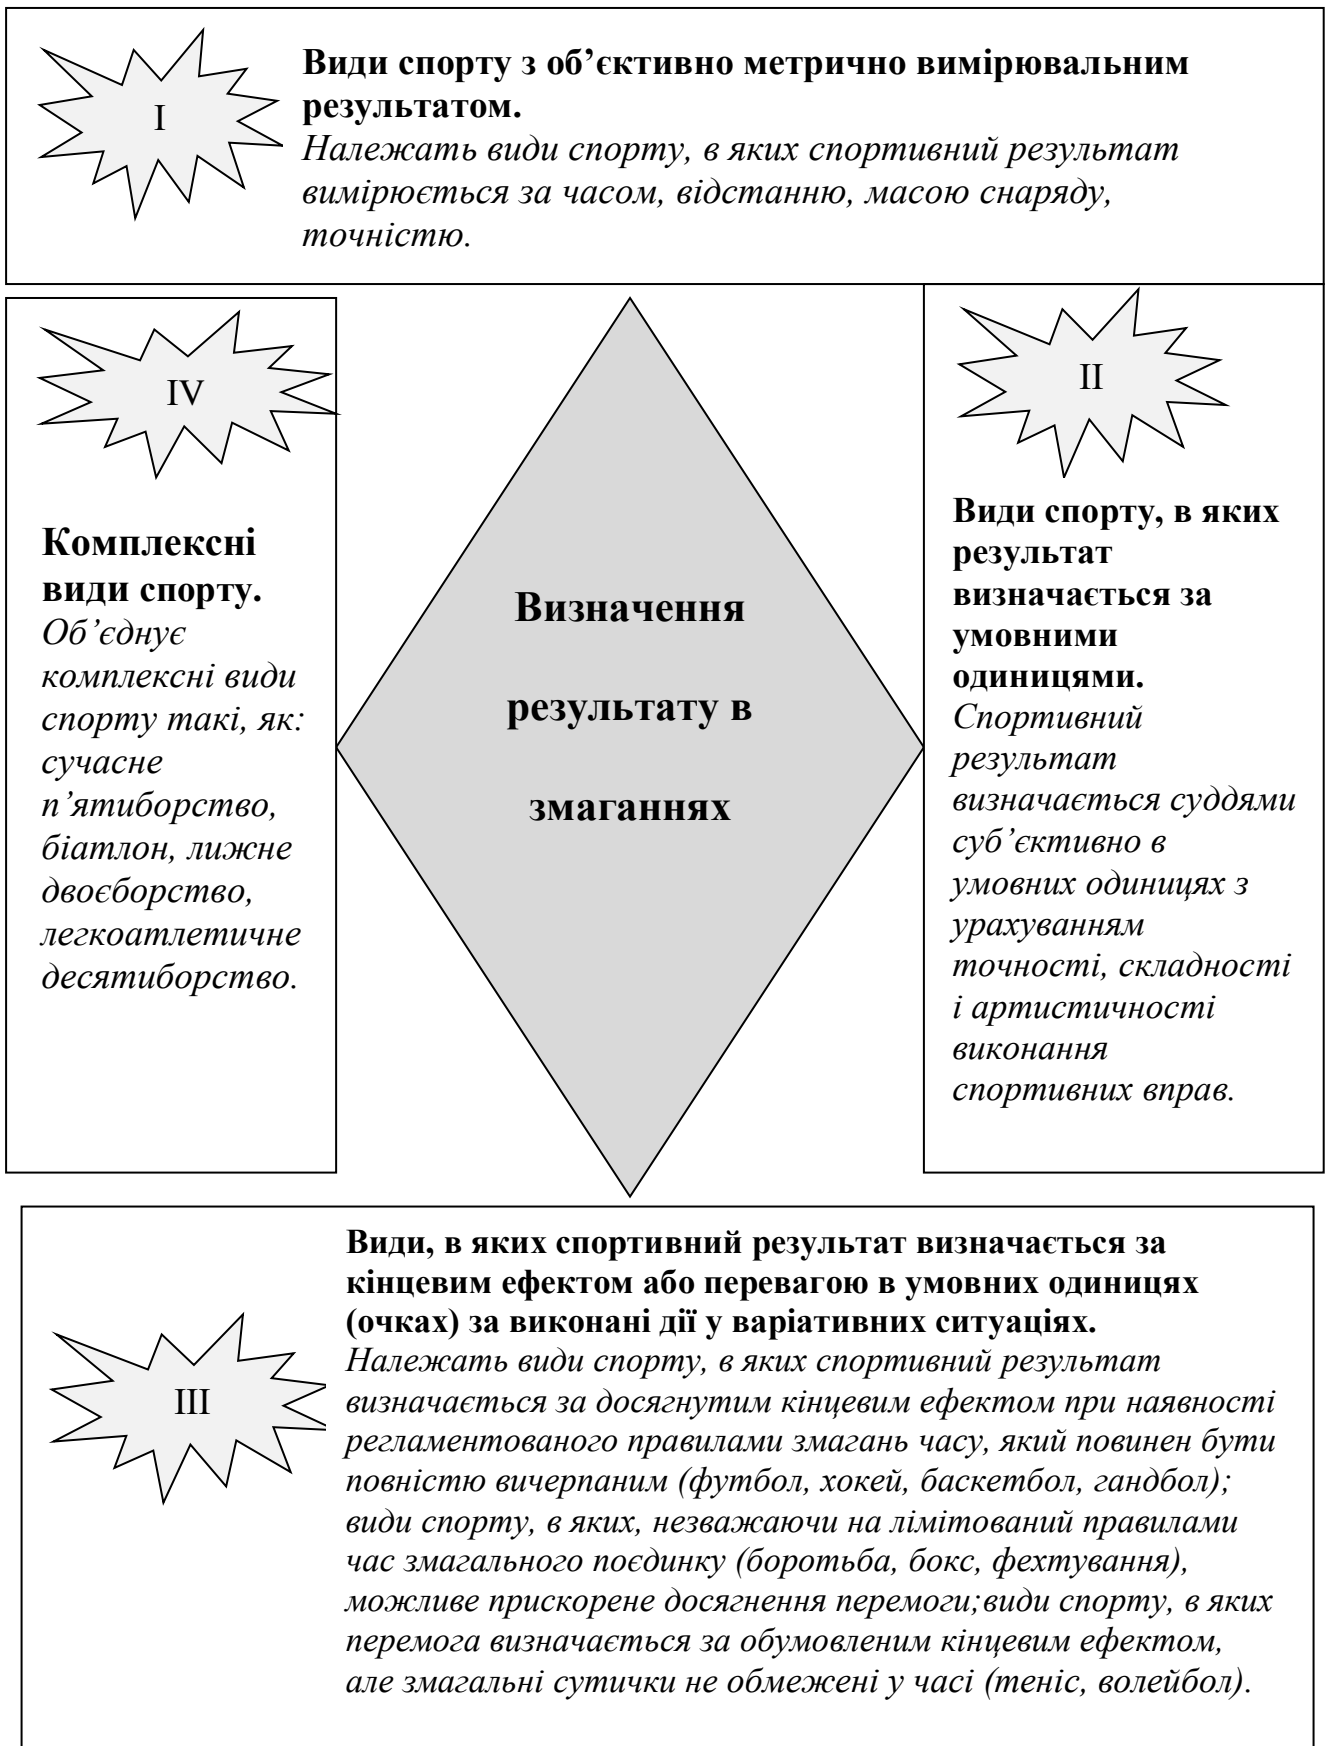 I
Види спорту з об’єктивно метрично вимірювальним
результатом.
Належать види спорту, в яких спортивний результат
вимірюється за часом, відстанню, масою снаряду,
точністю.
IV
Комплексні
види спорту.
Об’єднує
комплексні види
спорту такі, як:
сучасне
п’ятиборство,
біатлон, лижне
двоєборство,
легкоатлетичне
десятиборство.
Визначення
результату в
змаганнях
II
Види спорту, в яких
результат
визначається за
умовними
одиницями.
Спортивний
результат
визначається суддями
суб’єктивно в
умовних одиницях з
урахуванням
точності, складності
і артистичності
виконання
спортивних вправ.
III
Види, в яких спортивний результат визначається за
кінцевим ефектом або перевагою в умовних одиницях
(очках) за виконані дії у варіативних ситуаціях.
Належать види спорту, в яких спортивний результат
визначається за досягнутим кінцевим ефектом при наявності
регламентованого правилами змагань часу, який повинен бути
повністю вичерпаним (футбол, хокей, баскетбол, гандбол);
види спорту, в яких, незважаючи на лімітований правилами
час змагального поєдинку (боротьба, бокс, фехтування),
можливе прискорене досягнення перемоги;види спорту, в яких
перемога визначається за обумовленим кінцевим ефектом,
але змагальні сутички не обмежені у часі (теніс, волейбол).